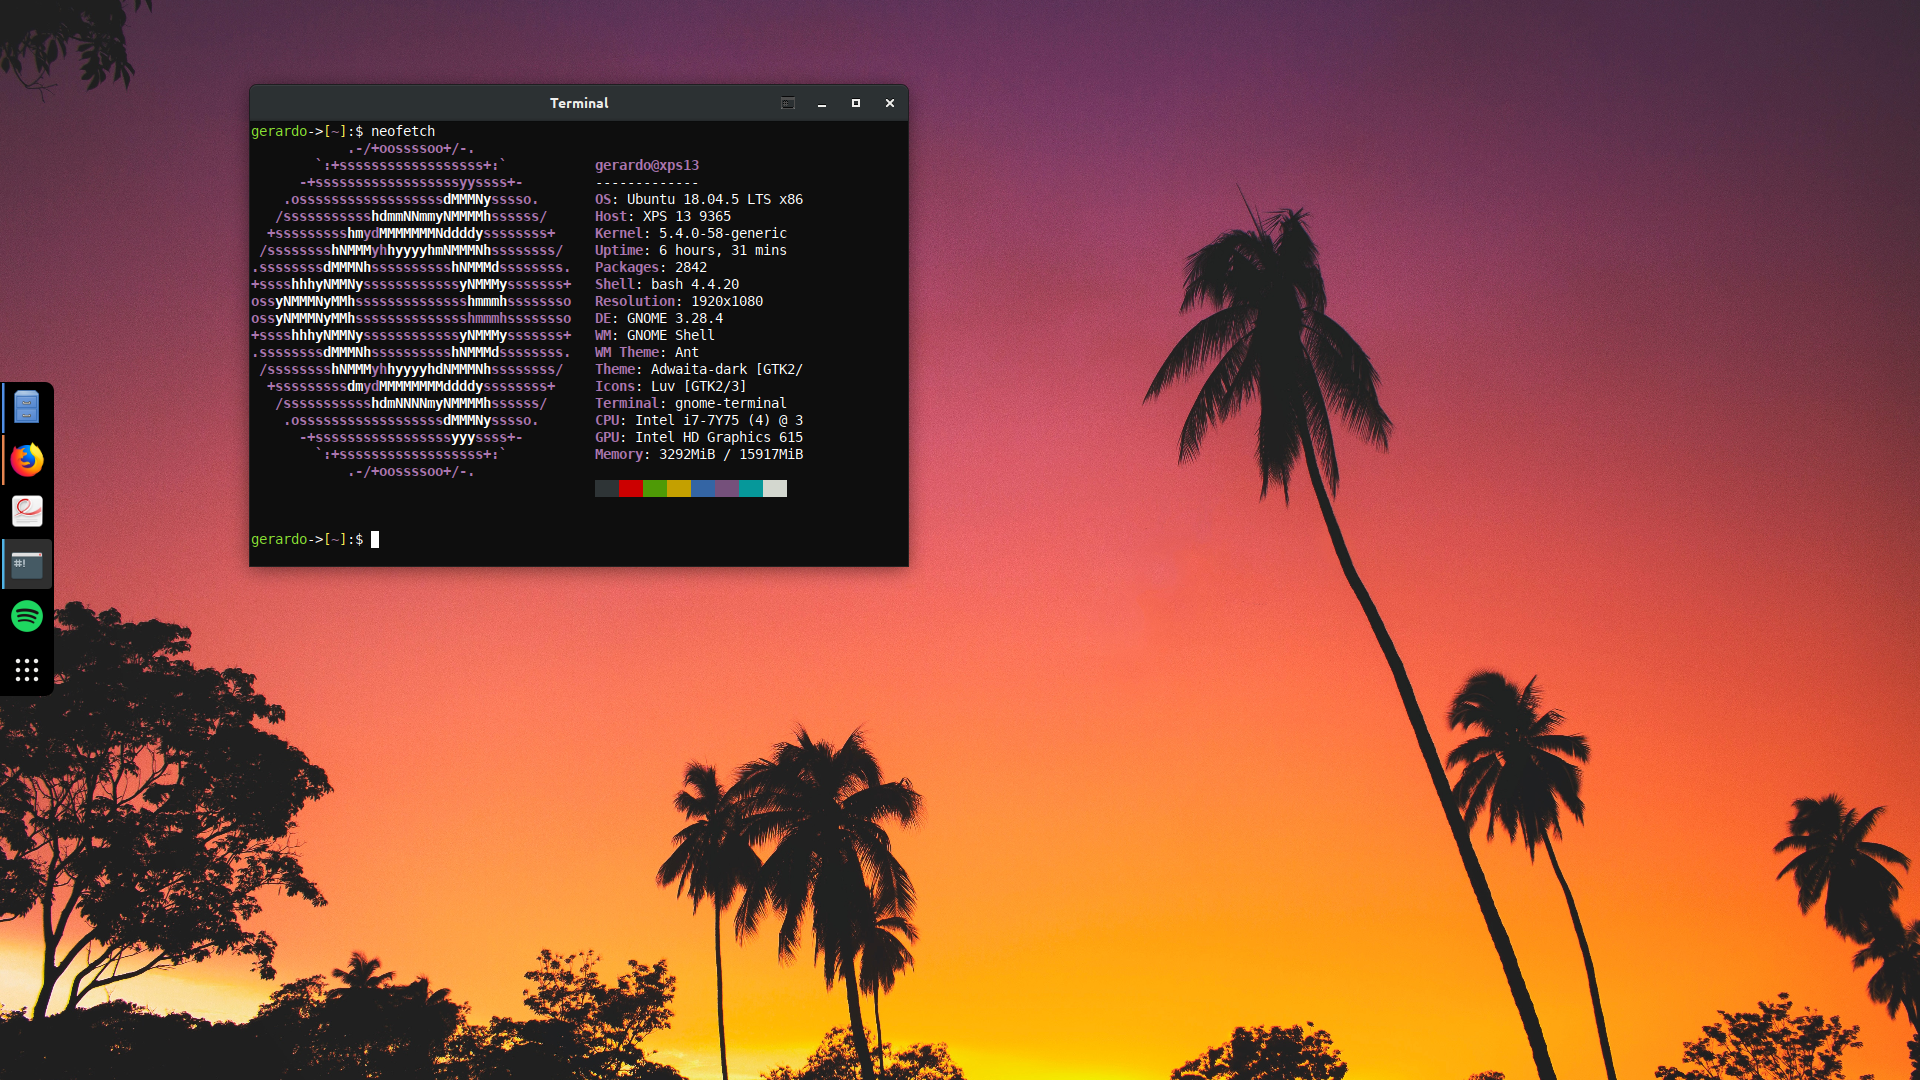 Terminal
gerardo->[~]:$ neofetch
.-/+oossssoo+/-.
`:+ssssssssssssssssss+:` gerardo@xps13
-+ssssssssssssssssssyyssss+- -------------
.ossssssssssssssssssdMMMNysssso. OS: Ubuntu 18.04.5 LTS x86
/ssssssssssshdmmNNmmyNMMMMhssssss/ Host: XPS 13 9365
+ssssssssshmydMMMMMMMNddddyssssssss+ Kernel: 5.4.0-58-generic
/sssssssshNMMMyhhyyyyhmNMMMNhssssssss/ Uptime: 6 hours, 31 mins
.ssssssssdMMMNhsssssssssshNMMMdssssssss. Packages: 2842
+sssshhhyNMMNyssssssssssssyNMMMysssssss+ Shell: bash 4.4.20
ossyNMMMNyMMhsssssssssssssshmmmhssssssso Resolution: 1920x1080
ossyNMMMNyMMhsssssssssssssshmmmhssssssso DE: GNOME 3.28.4
+sssshhhyNMMNyssssssssssssyNMMMysssssss+ WM: GNOME Shell
.ssssssssdMMMNhsssssssssshNMMMdssssssss. WM Theme: Ant
/sssssssshNMMMyhhyyyyhdNMMMNhssssssss/ Theme: Adwaita-dark [GTK2/
+sssssssssdmydMMMMMMMMddddyssssssss+ Icons: Luv [GTK2/3]
/ssssssssssshdmNNNNmyNMMMMhssssss/ Terminal: gnome-terminal
.ossssssssssssssssssdMMMNysssso. CPU: Intel i7-7Y75 (4) @ 3
-+sssssssssssssssssyyyssss+- GPU: Intel HD Graphics 615
`:+ssssssssssssssssss+:` Memory: 3292MiB / 15917MiB
.-/+oossssoo+/-.
gerardo->[~]:$
#!